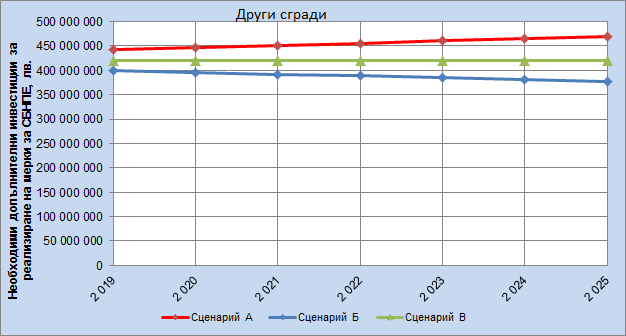 Други сгради
Необходими допълнителни инвестиции за
реализиране на мерки за СБНПЕ, лв.
500 000 000
450 000 000
400 000 000
350 000 000
300 000 000
250 000 000
200 000 000
150 000 000
100 000 000
50 000 000
0
2 019
2 020
2 021
2 022
2 023
2 024
2 025
Сценарий А
Сценарий Б
Сценарий В